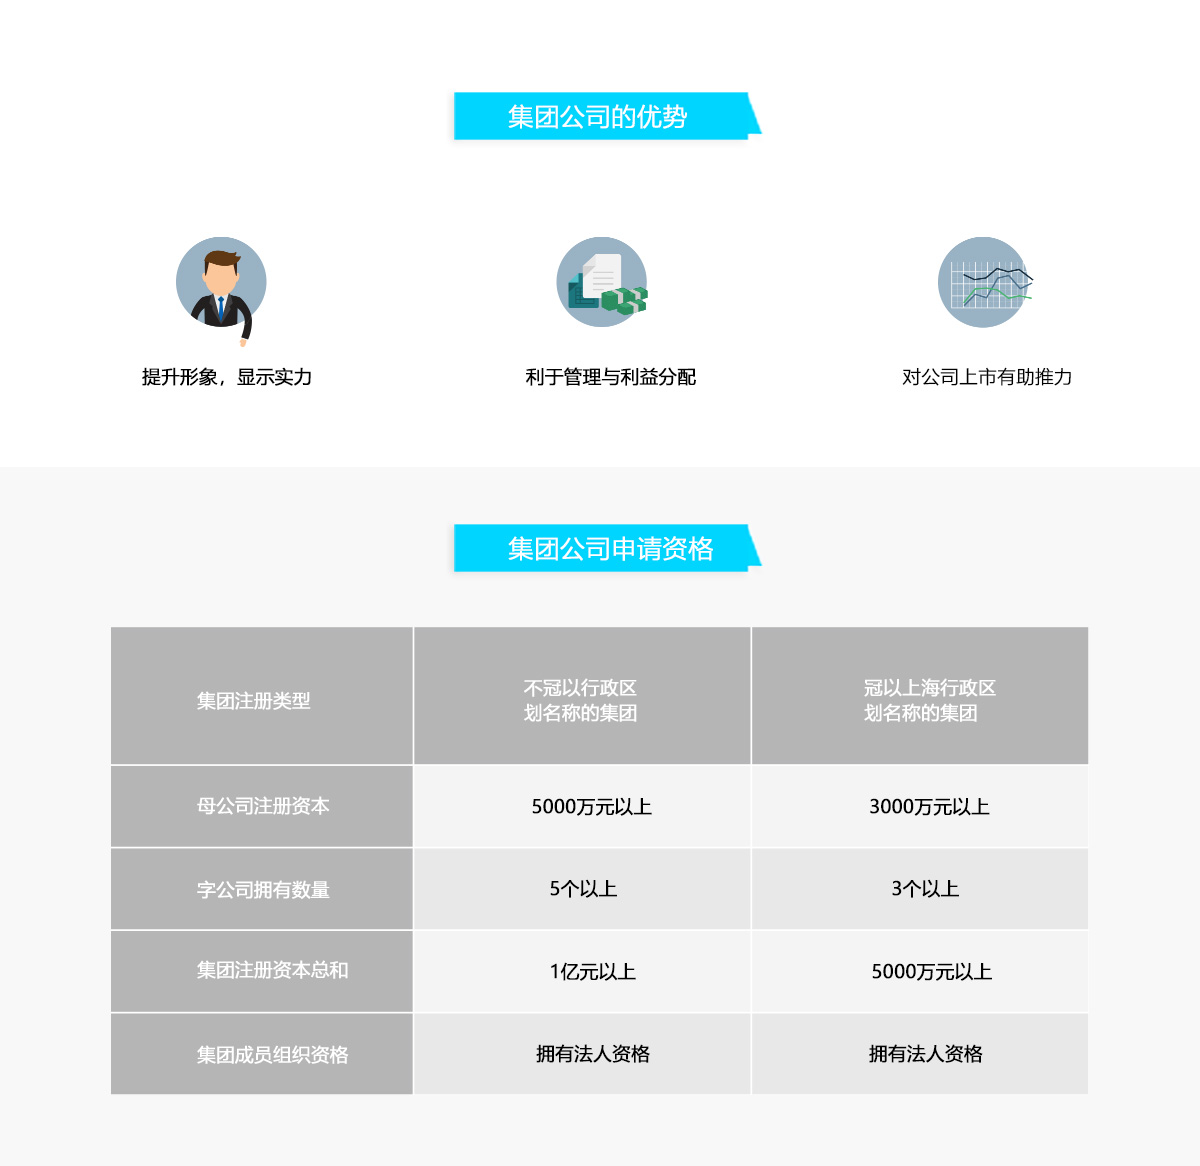 集团公司的优势
提升形象，显示实力
利于管理与利益分配
对公司上市有助推力
集团公司申请资格
集团注册类型
不冠以行政区
划名称的集团
冠以上海行政区
划名称的集团
母公司注册资本
5000万元以上
3000万元以上
字公司拥有数量
5个以上
3个以上
集团注册资本总和
1亿元以上
5000万元以上
集团成员组织资格
拥有法人资格
拥有法人资格